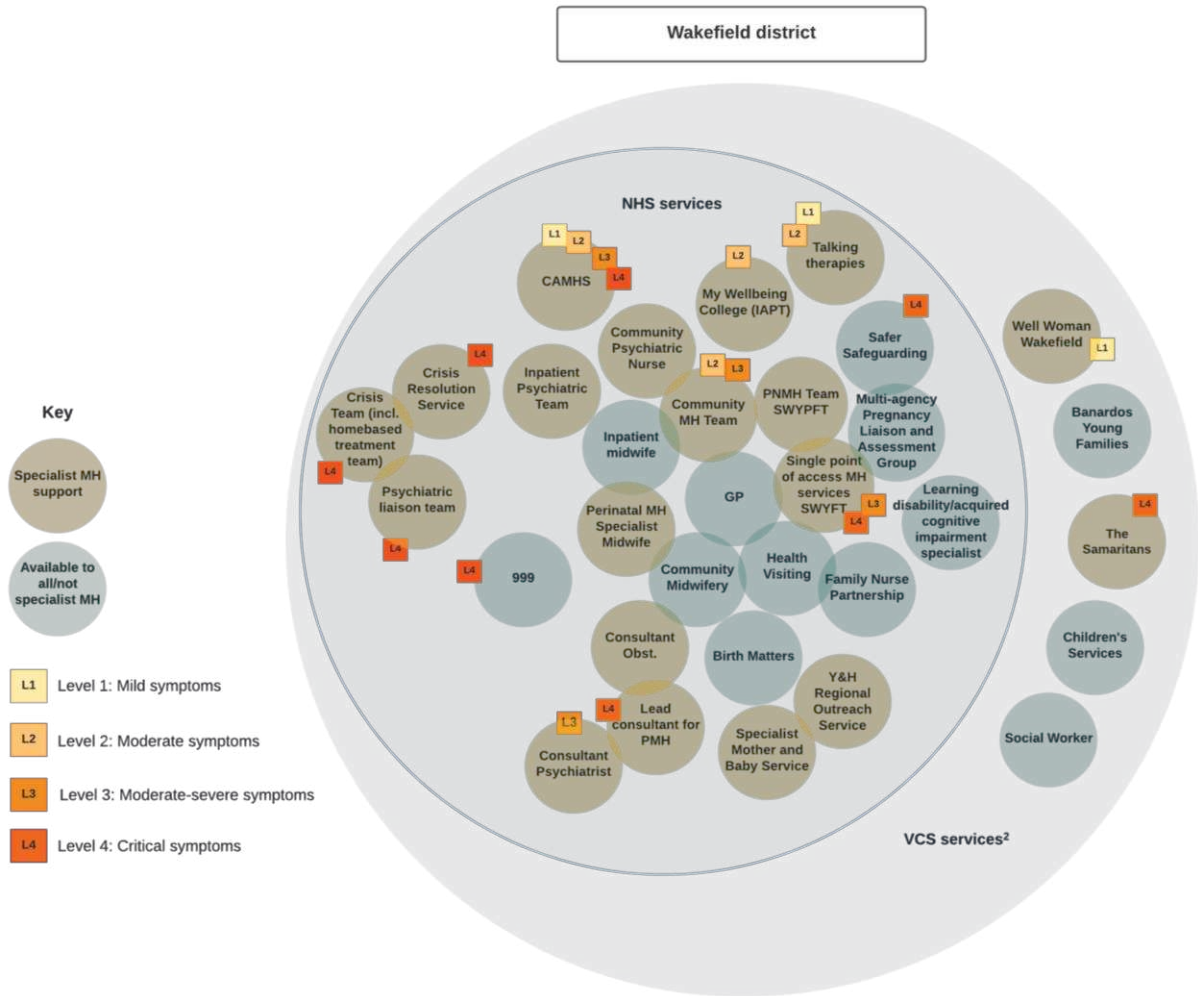 Wakefield district
NHS services
L1
L2
Talking
therapies
L1
L2
L3
L4
CAMHS
L2
My Wellbeing
College (IAPT)
L4
Safer
Safeguarding
Well Woman
Wakefield
L1
Community
Psychiatric
Nurse
L4
Crisis
Resolution
Service
Inpatient
Psychiatric
Team
L2
L3
Community
MH Team
PNMH Team
SWYPFT
Multi-agency
Pregnancy
Liaison and
Assessment
Group
Banardos
Young
Families
Crisis
Team (incl.
homebased
treatment
team)
L4
Inpatient
midwife
Psychiatric
liaison team
L4
GP
Single point
of access MH
services
SWYFT
L3
L4
Learning
disability/acquired
cognitive
impairment
specialist
L4
The
Samaritans
Perinatal MH
Specialist
Midwife
L4
999
Community
Midwifery
Health
Visiting
Family Nurse
Partnership
Consultant
Obst.
Birth Matters
Children's
Services
Y&H
Regional
Outreach
Service
L4
Lead
consultant for
PMH
L3
Consultant
Psychiatrist
Specialist
Mother and
Baby Service
Social Worker
VCS services²
Key
Specialist MH
support
Available to
all/not
specialist MH
L1 Level 1: Mild symptoms
L2 Level 2: Moderate symptoms
L3 Level 3: Moderate-severe symptoms
L4 Level 4: Critical symptoms